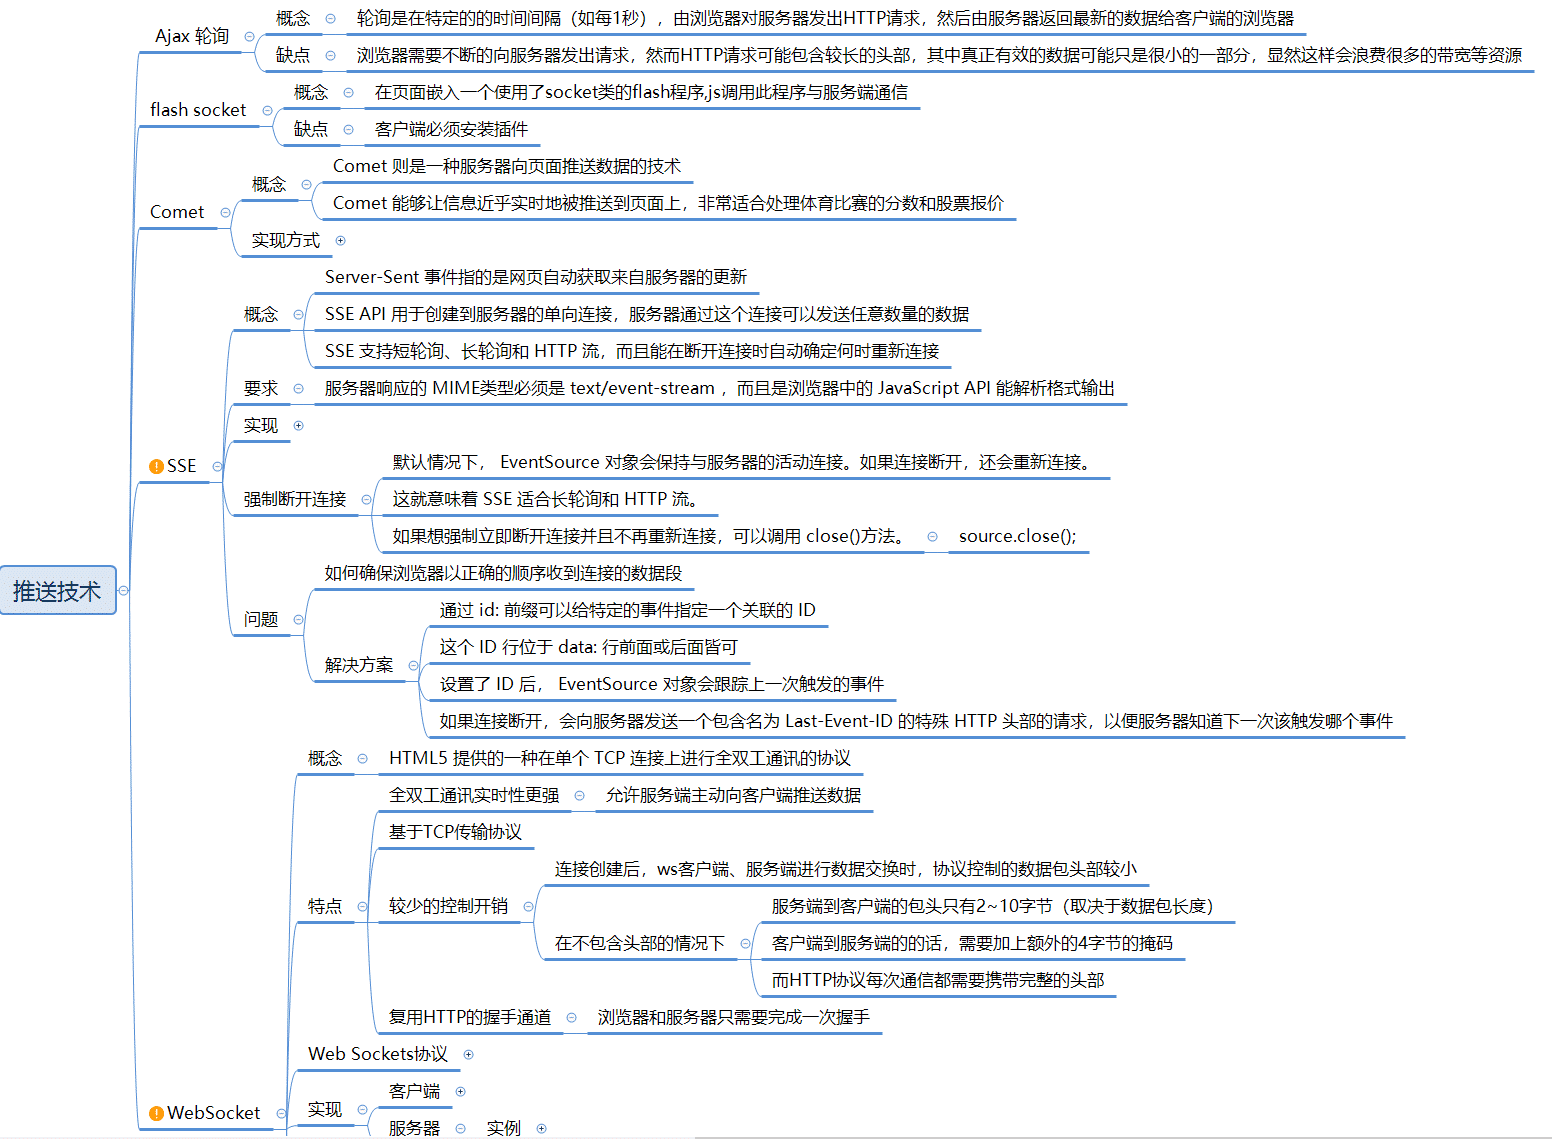 推送技术
Ajax 轮询
概念
轮询是在特定的的时间间隔（如每1秒），由浏览器对服务器发出HTTP请求，然后由服务器返回最新的数据给客户端的浏览器
缺点
浏览器需要不断的向服务器发出请求，然而HTTP请求可能包含较长的头部，其中真正有效的数据可能只是很小的一部分，显然这样会浪费很多的带宽等资源
flash socket
概念
在页面嵌入一个使用了socket类的flash程序,js调用此程序与服务端通信
缺点
客户端必须安装插件
Comet
概念
Comet 则是一种服务器向页面推送数据的技术
Comet 能够让信息近乎实时地被推送到页面上，非常适合处理体育比赛的分数和股票报价
实现方式
SSE
概念
Server-Sent 事件指的是网页自动获取来自服务器的更新
SSE API 用于创建到服务器的单向连接，服务器通过这个连接可以发送任意数量的数据
SSE 支持短轮询、长轮询和 HTTP 流，而且能在断开连接时自动确定何时重新连接
要求
服务器响应的 MIME类型必须是 text/event-stream ，而且是浏览器中的 JavaScript API 能解析格式输出
实现
强制断开连接
默认情况下， EventSource 对象会保持与服务器的活动连接。如果连接断开，还会重新连接。
这就意味着 SSE 适合长轮询和 HTTP 流。
如果想强制立即断开连接并且不再重新连接，可以调用 close()方法。
source.close();
问题
如何确保浏览器以正确的顺序收到连接的数据段
解决方案
通过 id: 前缀可以给特定的事件指定一个关联的 ID
这个 ID 行位于 data: 行前面或后面皆可
设置了 ID 后， EventSource 对象会跟踪上一次触发的事件
如果连接断开，会向服务器发送一个包含名为 Last-Event-ID 的特殊 HTTP 头部的请求，以便服务器知道下一次该触发哪个事件
WebSocket
概念
HTML5 提供的一种在单个 TCP 连接上进行全双工通讯的协议
特点
全双工通讯实时性更强
允许服务端主动向客户端推送数据
基于TCP传输协议
较少的控制开销
连接创建后，ws客户端、服务端进行数据交换时，协议控制的数据包头部较小
在不包含头部的情况下
服务端到客户端的包头只有2~10字节（取决于数据包长度）
客户端到服务端的的话，需要加上额外的4字节的掩码
而HTTP协议每次通信都需要携带完整的头部
复用HTTP的握手通道
浏览器和服务器只需要完成一次握手
Web Sockets协议
实现
客户端
服务器
实例